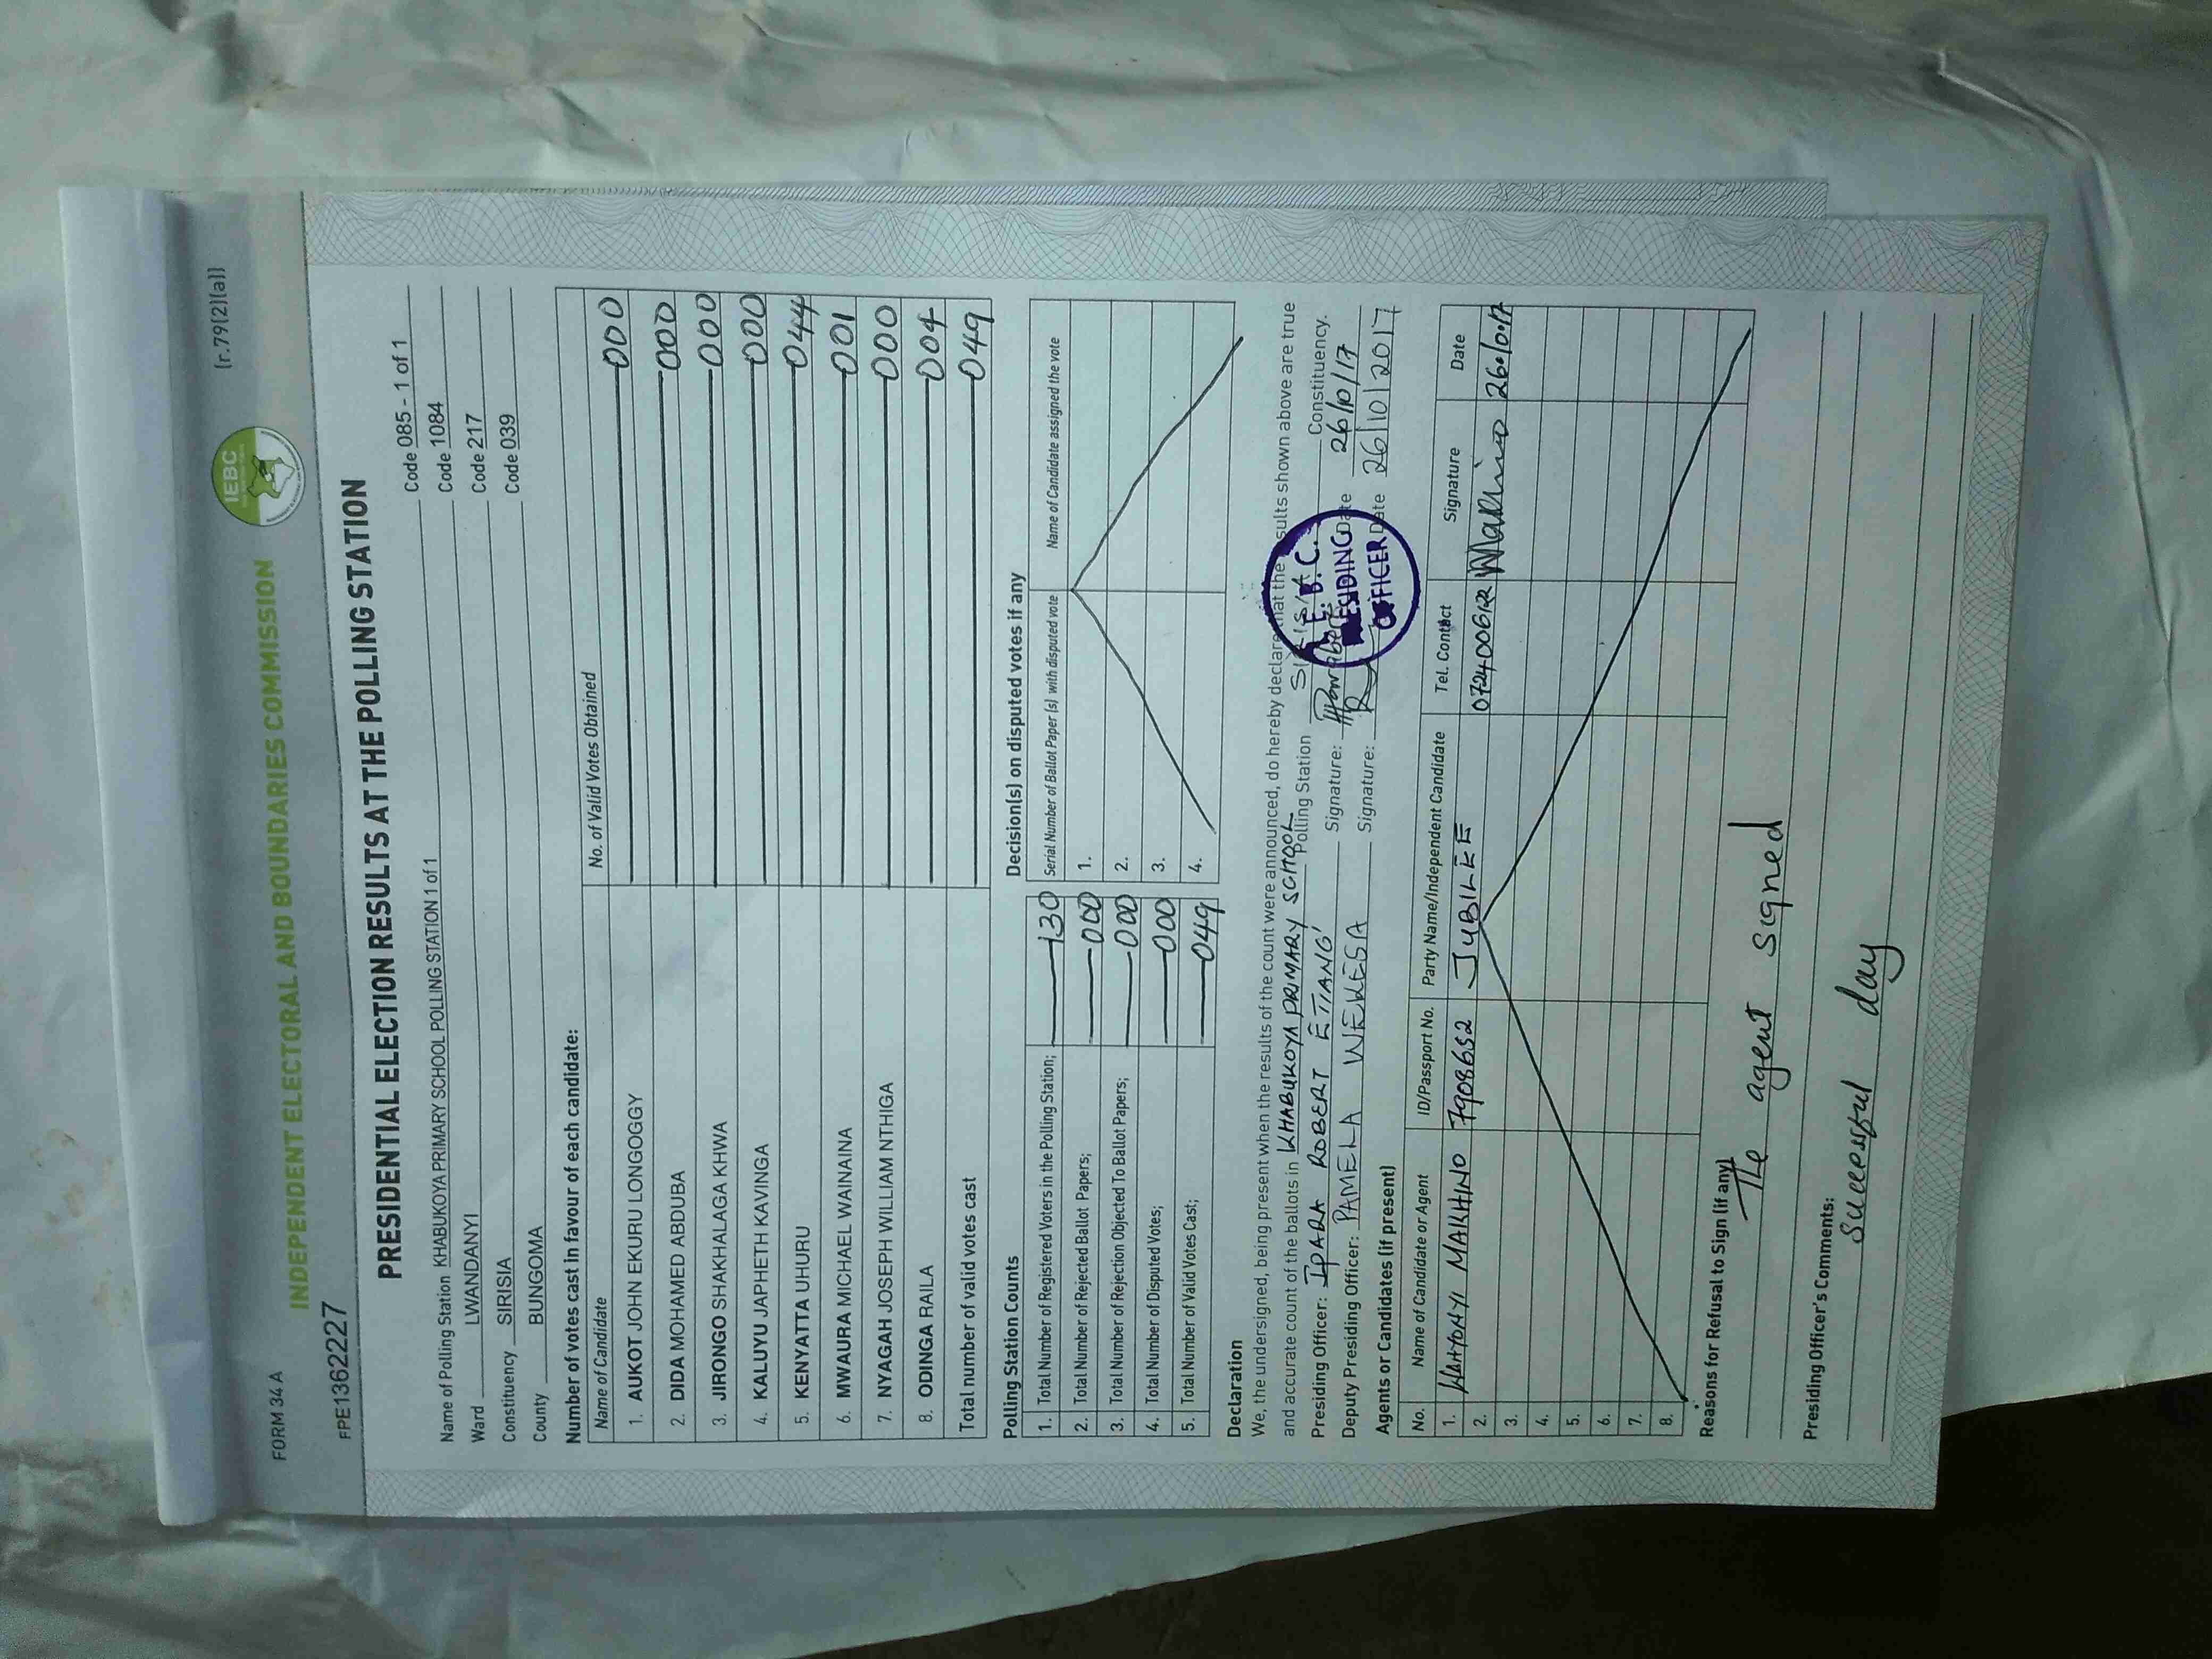 FORM 34 A
[r.79(2)(a)]
IEBC
INDEPENDENT ELECTORAL AND BOUNDARIES COMMISSION
FPE1362227
PRESIDENTIAL ELECTION RESULTS AT THE POLLING STATION
Name of Polling Station KHABUKOYA PRIMARY SCHOOL POLLING STATION 1 of 1 Code 085 - 1 of 1
Ward LWANDANYI Code 1084
Constituency SIRISIA Code 217
County BUNGOMA Code 039
Number of votes cast in favour of each candidate:
Name of Candidate No. of Valid Votes Obtained
1. AUKOT JOHN EKURU LONGOGGY 000
2. DIDA MOHAMED ABDUBA 000
3. JIRONGO SHAKHALAGA KHWA 000
4. KALUYU JAPHETH KAVINGA 000
5. KENYATTA UHURU 044
6. MWAURA MICHAEL WAINAINA 001
7. NYAGAH JOSEPH WILLIAM NTHIGA 000
8. ODINGA RAILA 004
Total number of valid votes cast 049
Polling Station Counts
1. Total Number of Registered Voters in the Polling Station; 130
2. Total Number of Rejected Ballot Papers; 000
3. Total Number of Rejection Objected To Ballot Papers; 000
4. Total Number of Disputed Votes; 000
5. Total Number of Valid Votes Cast; 049
Decision(s) on disputed votes if any
Serial Number of Ballot Paper (s) with disputed vote Name of Candidate assigned the vote
1.
2.
3.
4.
Declaration
We, the undersigned, being present when the results of the count were announced, do hereby declare that the results shown above are true
and accurate count of the ballots in KHABUKOYA PRIMARY SCHOOL Polling Station Constituency.
Presiding Officer: IPARA ROBERT ETIANG' Signature: Date 26/10/17
Deputy Presiding Officer: PAMELA WEKESA Signature: Date 26/10/2017
I.E.B.C.
PRESIDING
OFFICER
Agents or Candidates (if present)
No. Name of Candidate or Agent ID/Passport No. Party Name/Independent Candidate Tel. Contact Signature Date
1. WANYONYI MAKHINO 7908652 JUBILEE 0724006122 Makhino
2.
3.
4.
5.
6.
7.
8.
Reasons for Refusal to Sign (if any)
The agent signed
Presiding Officer's Comments:
Successful day